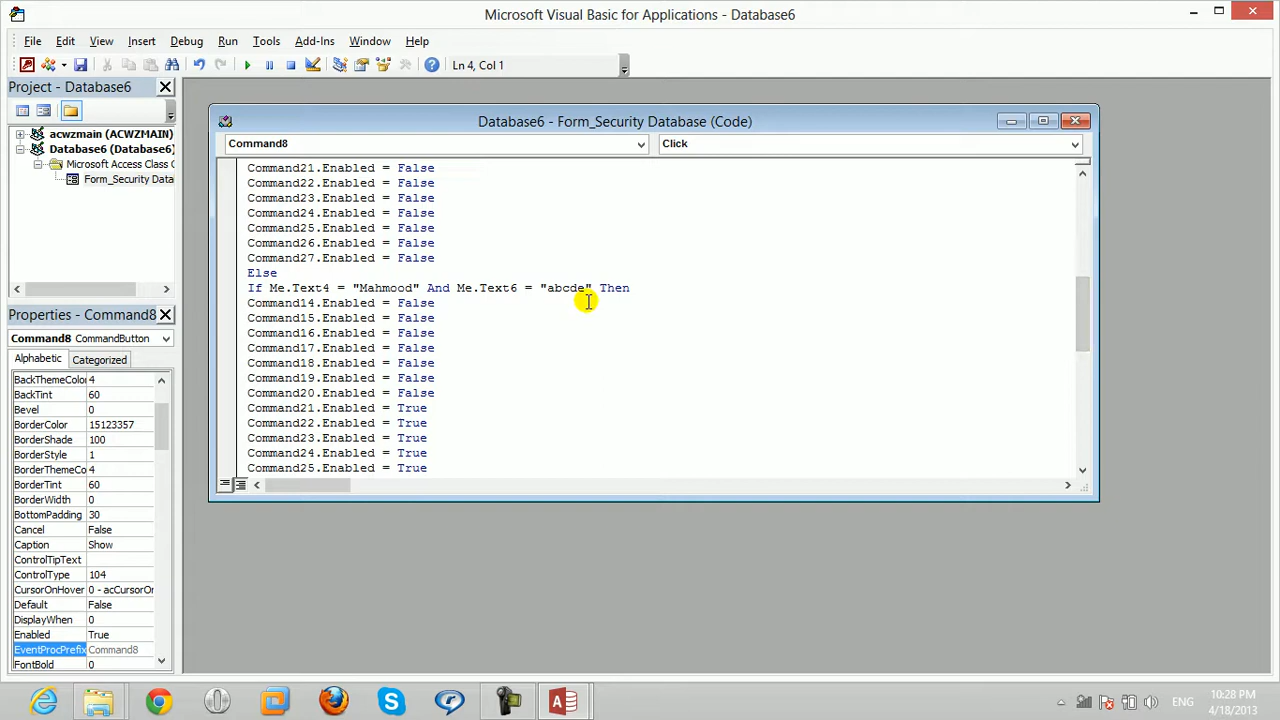 Microsoft Visual Basic for Applications - Database6
File Edit View Insert Debug Run Tools Add-Ins Window Help
Ln 4, Col 1
Project - Database6
acwzmain (ACWZMAIN)
Database6 (Database6)
Microsoft Access Class O
Form_Security Data
Properties - Command8
Command8 CommandButton
Alphabetic Categorized
BackThemeColor 4
BackTint 60
Bevel 0
BorderColor 15123357
BorderShade 100
BorderStyle 1
BorderThemeCo 4
BorderTint 60
BorderWidth 0
BottomPadding 30
Cancel False
Caption Show
ControlTipText
ControlType 104
CursorOnHover 0 - acCursorOn
Default False
DisplayWhen 0
Enabled True
EventProcPrefix Command8
FontBold 0
Database6 - Form_Security Database (Code)
Command8 Click
Command21.Enabled = False
Command22.Enabled = False
Command23.Enabled = False
Command24.Enabled = False
Command25.Enabled = False
Command26.Enabled = False
Command27.Enabled = False
Else
If Me.Text4 = "Mahmood" And Me.Text6 = "abcde" Then
Command14.Enabled = False
Command15.Enabled = False
Command16.Enabled = False
Command17.Enabled = False
Command18.Enabled = False
Command19.Enabled = False
Command20.Enabled = False
Command21.Enabled = True
Command22.Enabled = True
Command23.Enabled = True
Command24.Enabled = True
Command25.Enabled = True
ENG
10:28 PM
4/18/2013